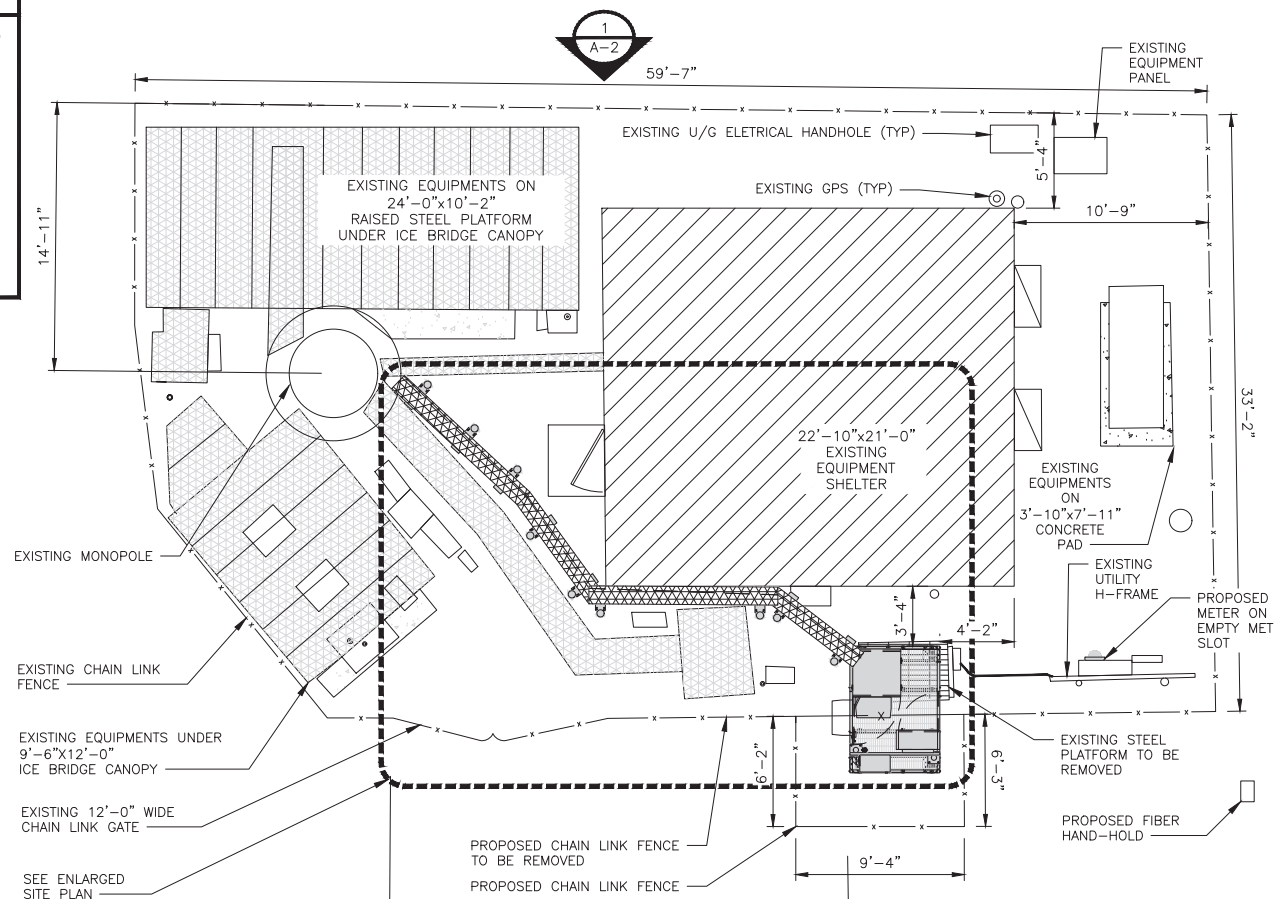 1
A-2
59'-7"
EXISTING
EQUIPMENT
PANEL
EXISTING U/G ELETRICAL HANDHOLE (TYP)
5'-4"
EXISTING GPS (TYP)
EXISTING EQUIPMENTS ON
24'-0"x10'-2"
RAISED STEEL PLATFORM
UNDER ICE BRIDGE CANOPY
14'-11"
10'-9"
33'-2"
22'-10"x21'-0"
EXISTING
EQUIPMENT
SHELTER
EXISTING
EQUIPMENTS
ON
3'-10"x7'-11"
CONCRETE
PAD
EXISTING MONOPOLE
EXISTING
UTILITY
H-FRAME
PROPOSED
METER ON
EMPTY MET
SLOT
3'-4"
4'-2"
EXISTING CHAIN LINK
FENCE
EXISTING EQUIPMENTS UNDER
9'-6"X12'-0"
ICE BRIDGE CANOPY
EXISTING STEEL
PLATFORM TO BE
REMOVED
6'-2"
6'-3"
EXISTING 12'-0" WIDE
CHAIN LINK GATE
PROPOSED FIBER
HAND-HOLD
PROPOSED CHAIN LINK FENCE
TO BE REMOVED
9'-4"
SEE ENLARGED
SITE PLAN
PROPOSED CHAIN LINK FENCE